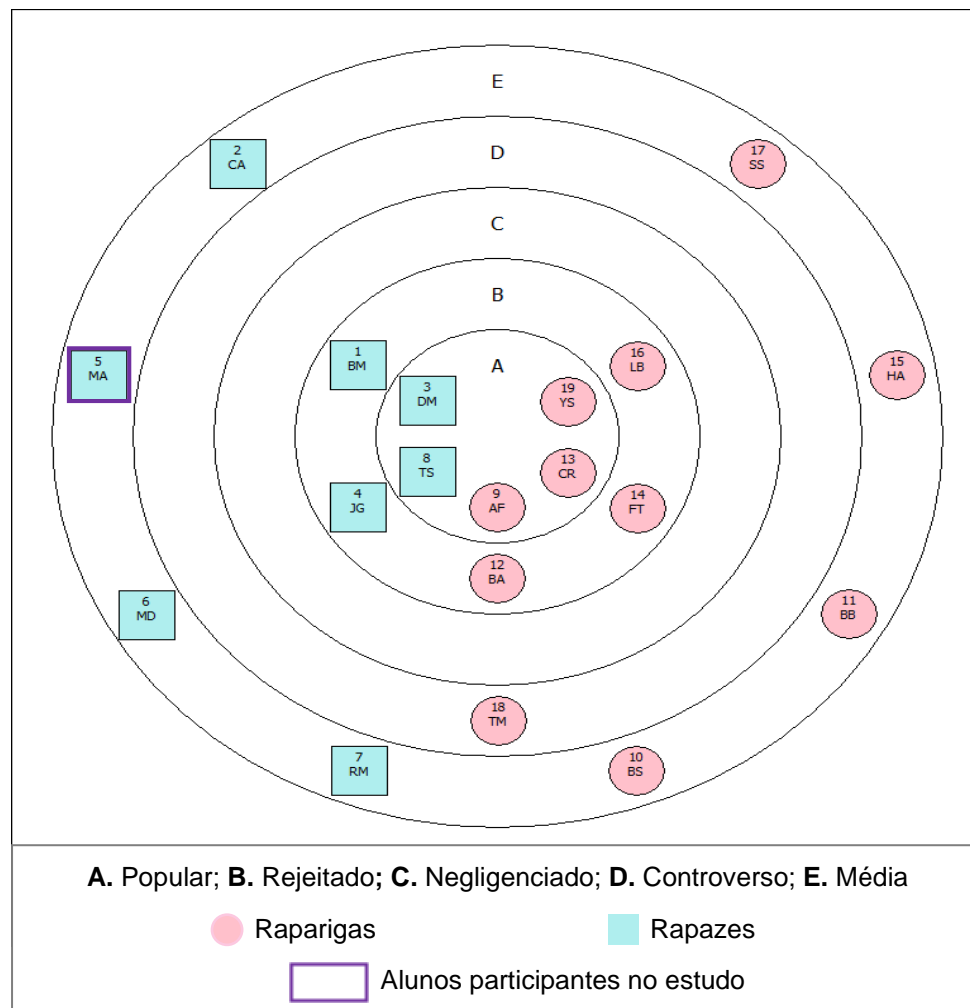 E
2
CA
17
SS
D
C
B
1
BM
16
LB
A
5
MA
15
HA
3
DM
19
YS
8
TS
13
CR
4
JG
9
AF
14
FT
12
BA
6
MD
11
BB
18
TM
7
RM
10
BS
A. Popular; B. Rejeitado; C. Negligenciado; D. Controverso; E. Média
Raparigas
Rapazes
Alunos participantes no estudo